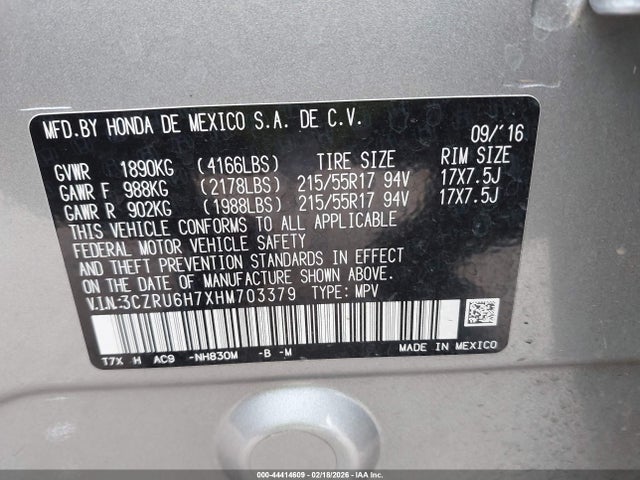 MFD.BY HONDA DE MEXICO S.A. DE C.V. 09/'16
GVWR 1890KG (4166LBS) TIRE SIZE RIM SIZE
GAWR F 988KG (2178LBS) 215/55R17 94V 17X7.5J
GAWR R 902KG (1988LBS) 215/55R17 94V 17X7.5J
THIS VEHICLE CONFORMS TO ALL APPLICABLE
FEDERAL MOTOR VEHICLE SAFETY
AND THEFT PREVENTION STANDARDS IN EFFECT
ON THE DATE OF MANUFACTURE SHOWN ABOVE.
V.I.N.:3CZRU6H7XHM703379 TYPE: MPV
T7X H AC9 -NH830M -B -M MADE IN MEXICO
000-44414609 | 02/18/2026 - Copyright IAA, Inc.